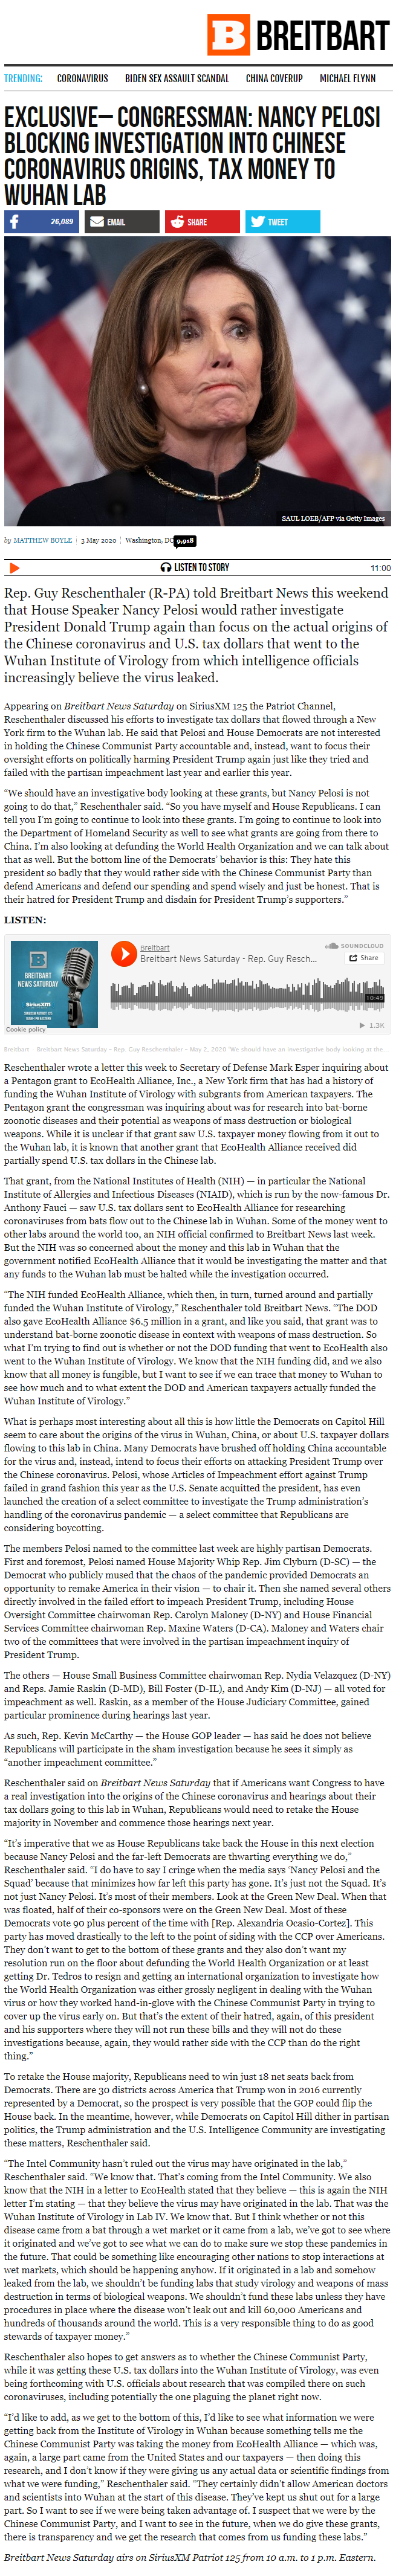 B BREITBART
TRENDING: CORONAVIRUS BIDEN SEX ASSAULT SCANDAL CHINA COVERUP MICHAEL FLYNN
EXCLUSIVE– CONGRESSMAN: NANCY PELOSI
BLOCKING INVESTIGATION INTO CHINESE
CORONAVIRUS ORIGINS, TAX MONEY TO
WUHAN LAB
26,089 EMAIL SHARE TWEET
SAUL LOEB/AFP via Getty Images
by MATTHEW BOYLE 3 May 2020 Washington, DC 9,918
LISTEN TO STORY 11:00
Rep. Guy Reschenthaler (R-PA) told Breitbart News this weekend
that House Speaker Nancy Pelosi would rather investigate
President Donald Trump again than focus on the actual origins of
the Chinese coronavirus and U.S. tax dollars that went to the
Wuhan Institute of Virology from which intelligence officials
increasingly believe the virus leaked.
Appearing on Breitbart News Saturday on SiriusXM 125 the Patriot Channel,
Reschenthaler discussed his efforts to investigate tax dollars that flowed through a New
York firm to the Wuhan lab. He said that Pelosi and House Democrats are not interested
in holding the Chinese Communist Party accountable and, instead, want to focus their
oversight efforts on politically harming President Trump again just like they tried and
failed with the partisan impeachment last year and earlier this year.
“We should have an investigative body looking at these grants, but Nancy Pelosi is not
going to do that,” Reschenthaler said. “So you have myself and House Republicans. I can
tell you I’m going to continue to look into these grants. I’m going to continue to look into
the Department of Homeland Security as well to see what grants are going from there to
China. I’m also looking at defunding the World Health Organization and we can talk about
that as well. But the bottom line of the Democrats’ behavior is this: They hate this
president so badly that they would rather side with the Chinese Communist Party than
defend Americans and defend our spending and spend wisely and just be honest. That is
their hatred for President Trump and disdain for President Trump’s supporters.”
LISTEN:
B BREITBART NEWS SATURDAY SiriusXM
Breitbart SOUNDCLOUD
Breitbart News Saturday - Rep. Guy Resch... Share
10:49
Cookie policy 1.3K
Breitbart · Breitbart News Saturday - Rep. Guy Reschenthaler - May 2, 2020 "We should have an investigative body looking at the...
Reschenthaler wrote a letter this week to Secretary of Defense Mark Esper inquiring about
a Pentagon grant to EcoHealth Alliance, Inc., a New York firm that has had a history of
funding the Wuhan Institute of Virology with subgrants from American taxpayers. The
Pentagon grant the congressman was inquiring about was for research into bat-borne
zoonotic diseases and their potential as weapons of mass destruction or biological
weapons. While it is unclear if that grant saw U.S. taxpayer money flowing from it out to
the Wuhan lab, it is known that another grant that EcoHealth Alliance received did
partially spend U.S. tax dollars in the Chinese lab.
That grant, from the National Institutes of Health (NIH) — in particular the National
Institute of Allergies and Infectious Diseases (NIAID), which is run by the now-famous Dr.
Anthony Fauci — saw U.S. tax dollars sent to EcoHealth Alliance for researching
coronaviruses from bats flow out to the Chinese lab in Wuhan. Some of the money went to
other labs around the world too, an NIH official confirmed to Breitbart News last week.
But the NIH was so concerned about the money and this lab in Wuhan that the
government notified EcoHealth Alliance that it would be investigating the matter and that
any funds to the Wuhan lab must be halted while the investigation occurred.
“The NIH funded EcoHealth Alliance, which then, in turn, turned around and partially
funded the Wuhan Institute of Virology,” Reschenthaler told Breitbart News. “The DOD
also gave EcoHealth Alliance $6.5 million in a grant, and like you said, that grant was to
understand bat-borne zoonotic disease in context with weapons of mass destruction. So
what I’m trying to find out is whether or not the DOD funding that went to EcoHealth also
went to the Wuhan Institute of Virology. We know that the NIH funding did, and we also
know that all money is fungible, but I want to see if we can trace that money to Wuhan to
see how much and to what extent the DOD and American taxpayers actually funded the
Wuhan Institute of Virology.”
What is perhaps most interesting about all this is how little the Democrats on Capitol Hill
seem to care about the origins of the virus in Wuhan, China, or about U.S. taxpayer dollars
flowing to this lab in China. Many Democrats have brushed off holding China accountable
for the virus and, instead, intend to focus their efforts on attacking President Trump over
the Chinese coronavirus. Pelosi, whose Articles of Impeachment effort against Trump
failed in grand fashion this year as the U.S. Senate acquitted the president, has even
launched the creation of a select committee to investigate the Trump administration’s
handling of the coronavirus pandemic — a select committee that Republicans are
considering boycotting.
The members Pelosi named to the committee last week are highly partisan Democrats.
First and foremost, Pelosi named House Majority Whip Rep. Jim Clyburn (D-SC) — the
Democrat who publicly mused that the chaos of the pandemic provided Democrats an
opportunity to remake America in their vision — to chair it. Then she named several others
directly involved in the failed effort to impeach President Trump, including House
Oversight Committee chairwoman Rep. Carolyn Maloney (D-NY) and House Financial
Services Committee chairwoman Rep. Maxine Waters (D-CA). Maloney and Waters chair
two of the committees that were involved in the partisan impeachment inquiry of
President Trump.
The others — House Small Business Committee chairwoman Rep. Nydia Velazquez (D-NY)
and Reps. Jamie Raskin (D-MD), Bill Foster (D-IL), and Andy Kim (D-NJ) — all voted for
impeachment as well. Raskin, as a member of the House Judiciary Committee, gained
particular prominence during hearings last year.
As such, Rep. Kevin McCarthy — the House GOP leader — has said he does not believe
Republicans will participate in the sham investigation because he sees it simply as
“another impeachment committee.”
Reschenthaler said on Breitbart News Saturday that if Americans want Congress to have
a real investigation into the origins of the Chinese coronavirus and hearings about their
tax dollars going to this lab in Wuhan, Republicans would need to retake the House
majority in November and commence those hearings next year.
“It’s imperative that we as House Republicans take back the House in this next election
because Nancy Pelosi and the far-left Democrats are thwarting everything we do,”
Reschenthaler said. “I do have to say I cringe when the media says ‘Nancy Pelosi and the
Squad’ because that minimizes how far left this party has gone. It’s just not the Squad. It’s
not just Nancy Pelosi. It’s most of their members. Look at the Green New Deal. When that
was floated, half of their co-sponsors were on the Green New Deal. Most of these
Democrats vote 90 plus percent of the time with [Rep. Alexandria Ocasio-Cortez]. This
party has moved drastically to the left to the point of siding with the CCP over Americans.
They don’t want to get to the bottom of these grants and they also don’t want my
resolution run on the floor about defunding the World Health Organization or at least
getting Dr. Tedros to resign and getting an international organization to investigate how
the World Health Organization was either grossly negligent in dealing with the Wuhan
virus or how they worked hand-in-glove with the Chinese Communist Party in trying to
cover up the virus early on. But that’s the extent of their hatred, again, of this president
and his supporters where they will not run these bills and they will not do these
investigations because, again, they would rather side with the CCP than do the right
thing.”
To retake the House majority, Republicans need to win just 18 net seats back from
Democrats. There are 30 districts across America that Trump won in 2016 currently
represented by a Democrat, so the prospect is very possible that the GOP could flip the
House back. In the meantime, however, while Democrats on Capitol Hill dither in partisan
politics, the Trump administration and the U.S. Intelligence Community are investigating
these matters, Reschenthaler said.
“The Intel Community hasn’t ruled out the virus may have originated in the lab,”
Reschenthaler said. “We know that. That’s coming from the Intel Community. We also
know that the NIH in a letter to EcoHealth stated that they believe — this is again the NIH
letter I’m stating — that they believe the virus may have originated in the lab. That was the
Wuhan Institute of Virology in Lab IV. We know that. But I think whether or not this
disease came from a bat through a wet market or it came from a lab, we’ve got to see where
it originated and we’ve got to see what we can do to make sure we stop these pandemics in
the future. That could be something like encouraging other nations to stop interactions at
wet markets, which should be happening anyhow. If it originated in a lab and somehow
leaked from the lab, we shouldn’t be funding labs that study virology and weapons of mass
destruction in terms of biological weapons. We shouldn’t fund these labs unless they have
procedures in place where the disease won’t leak out and kill 60,000 Americans and
hundreds of thousands around the world. This is a very responsible thing to do as good
stewards of taxpayer money.”
Reschenthaler also hopes to get answers as to whether the Chinese Communist Party,
while it was getting these U.S. tax dollars into the Wuhan Institute of Virology, was even
being forthcoming with U.S. officials about research that was compiled there on such
coronaviruses, including potentially the one plaguing the planet right now.
“I’d like to add, as we get to the bottom of this, I’d like to see what information we were
getting back from the Institute of Virology in Wuhan because something tells me the
Chinese Communist Party was taking the money from EcoHealth Alliance — which was,
again, a large part came from the United States and our taxpayers — then doing this
research, and I don’t know if they were giving us any actual data or scientific findings from
what we were funding,” Reschenthaler said. “They certainly didn’t allow American doctors
and scientists into Wuhan at the start of this disease. They’ve kept us shut out for a large
part. So I want to see if we were being taken advantage of. I suspect that we were by the
Chinese Communist Party, and I want to see in the future, when we do give these grants,
there is transparency and we get the research that comes from us funding these labs.”
Breitbart News Saturday airs on SiriusXM Patriot 125 from 10 a.m. to 1 p.m. Eastern.